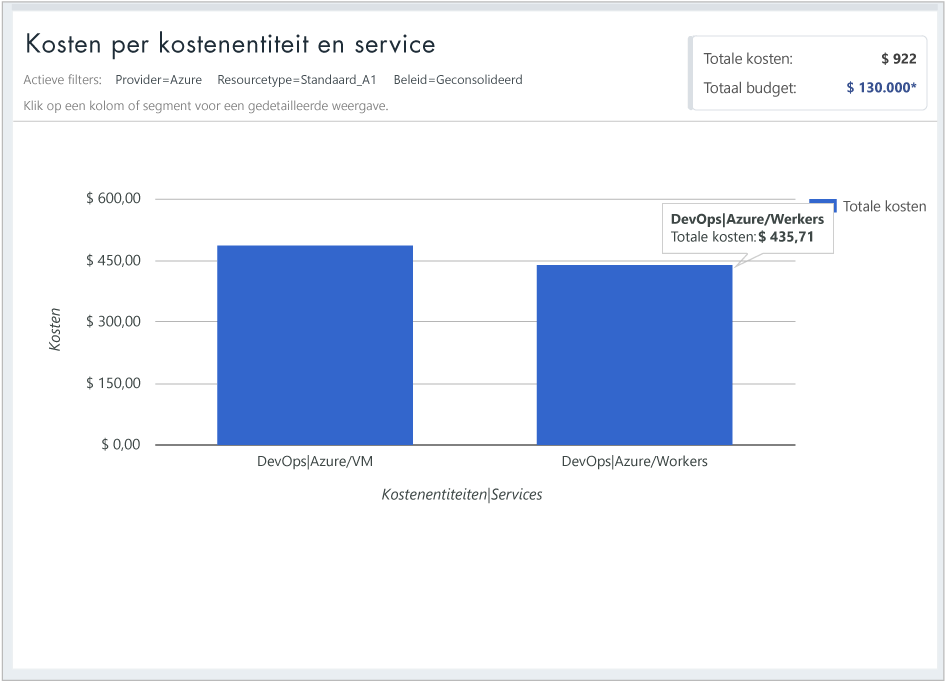 Kosten per kostenentiteit en service
Actieve filters: Provider=Azure Resourcetype=Standaard_A1 Beleid=Geconsolideerd
Klik op een kolom of segment voor een gedetailleerde weergave.
Totale kosten: $ 922
Totaal budget: $ 130.000*
$ 600,00
$ 450,00
$ 300,00
$ 150,00
$ 0,00
Kosten
DevOps|Azure/Werkers
Totale kosten: $ 435,71
Totale kosten
DevOps|Azure/VM
DevOps|Azure/Workers
Kostenentiteiten|Services